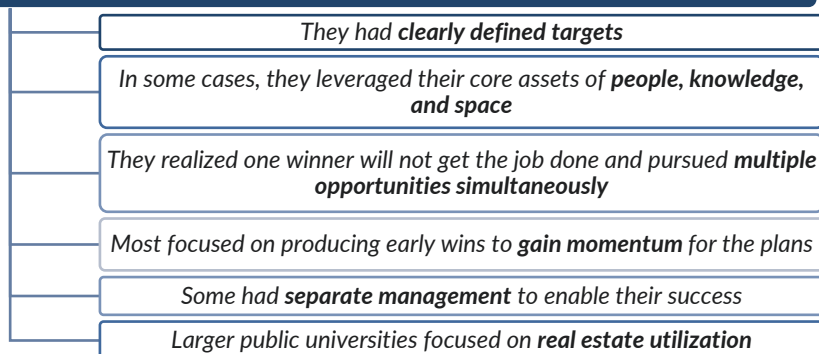 They had clearly defined targets
In some cases, they leveraged their core assets of people, knowledge,
and space
They realized one winner will not get the job done and pursued multiple
opportunities simultaneously
Most focused on producing early wins to gain momentum for the plans
Some had separate management to enable their success
Larger public universities focused on real estate utilization